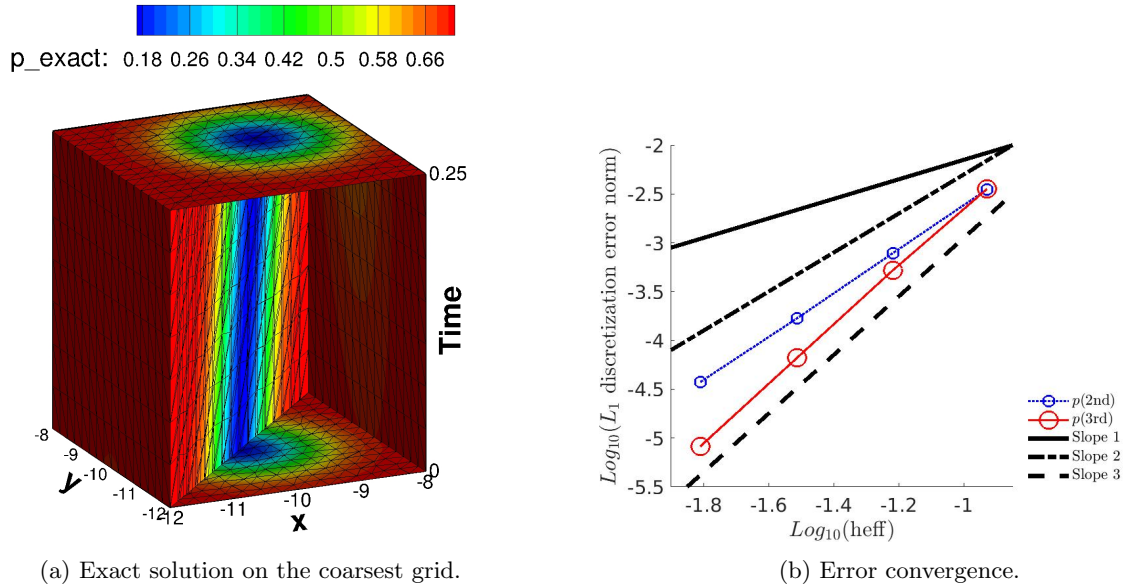 p_exact: 0.18 0.26 0.34 0.42 0.5 0.58 0.66
0.25
Time
0
-8
-9
-10
-11
-12
y
-12
-11
-10
-9
-8
x
(a) Exact solution on the coarsest grid.
Log10(L1 discretization error norm)
-2
-2.5
-3
-3.5
-4
-4.5
-5
-5.5
-1.8 -1.6 -1.4 -1.2 -1
Log10(heff)
p(2nd)
p(3rd)
Slope 1
Slope 2
Slope 3
(b) Error convergence.